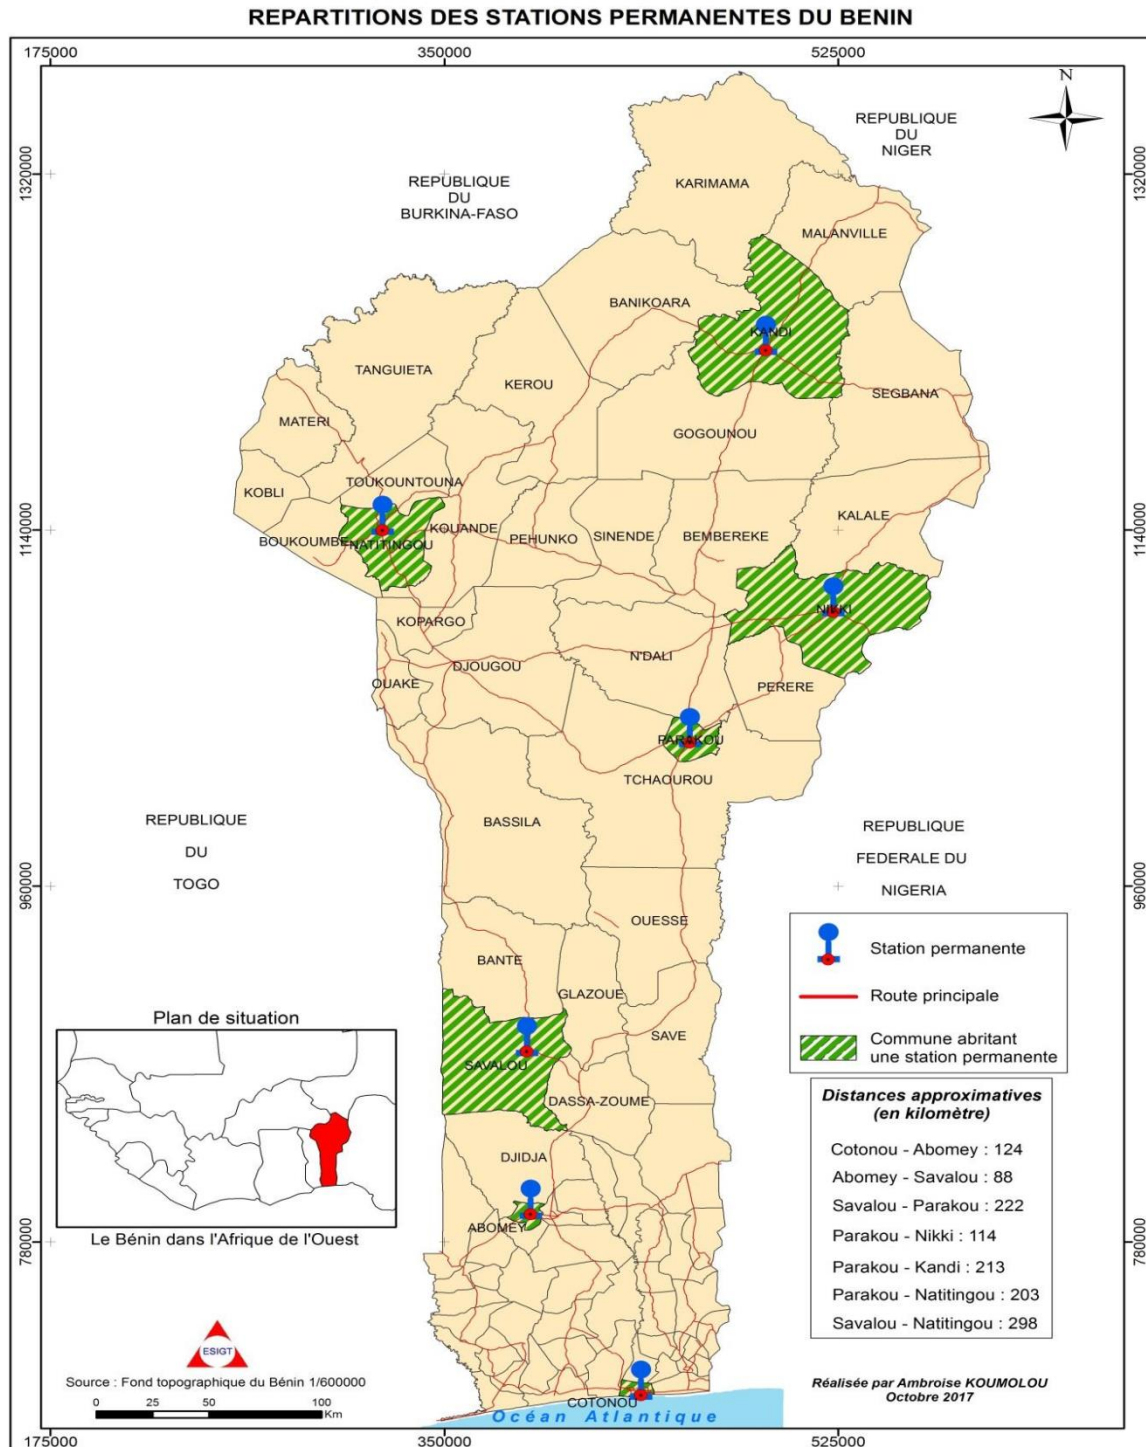 REPARTITIONS DES STATIONS PERMANENTES DU BENIN
175000
350000
525000
N
REPUBLIQUE
DU
NIGER
1320000
1320000
REPUBLIQUE
DU
BURKINA-FASO
KARIMAMA
MALANVILLE
BANIKOARA
KANDI
TANGUIETA
KEROU
SEGBANA
MATERI
GOGOUNOU
TOUKOUNTOUNA
KOBLI
KALALE
1140000
1140000
BOUKOUMBE
NATITINGOU
KOUANDE
PEHUNKO
SINENDE
BEMBEREKE
NIKKI
KOPARGO
N'DALI
DJOUGOU
OUAKE
PERERE
PARAKOU
TCHAOUROU
REPUBLIQUE
DU
TOGO
BASSILA
REPUBLIQUE
FEDERALE DU
NIGERIA
960000
960000
OUESSE
BANTE
GLAZOUE
SAVE
SAVALOU
DASSA-ZOUME
DJIDJA
ABOMEY
780000
780000
COTONOU
Océan Atlantique
Station permanente
Route principale
Commune abritant
une station permanente
Distances approximatives
(en kilomètre)
Cotonou - Abomey : 124
Abomey - Savalou : 88
Savalou - Parakou : 222
Parakou - Nikki : 114
Parakou - Kandi : 213
Parakou - Natitingou : 203
Savalou - Natitingou : 298
Plan de situation
Le Bénin dans l'Afrique de l'Ouest
ESIGT
Source : Fond topographique du Bénin 1/600000
0 25 50 100
Km
Réalisée par Ambroise KOUMOLOU
Octobre 2017
175000
350000
525000